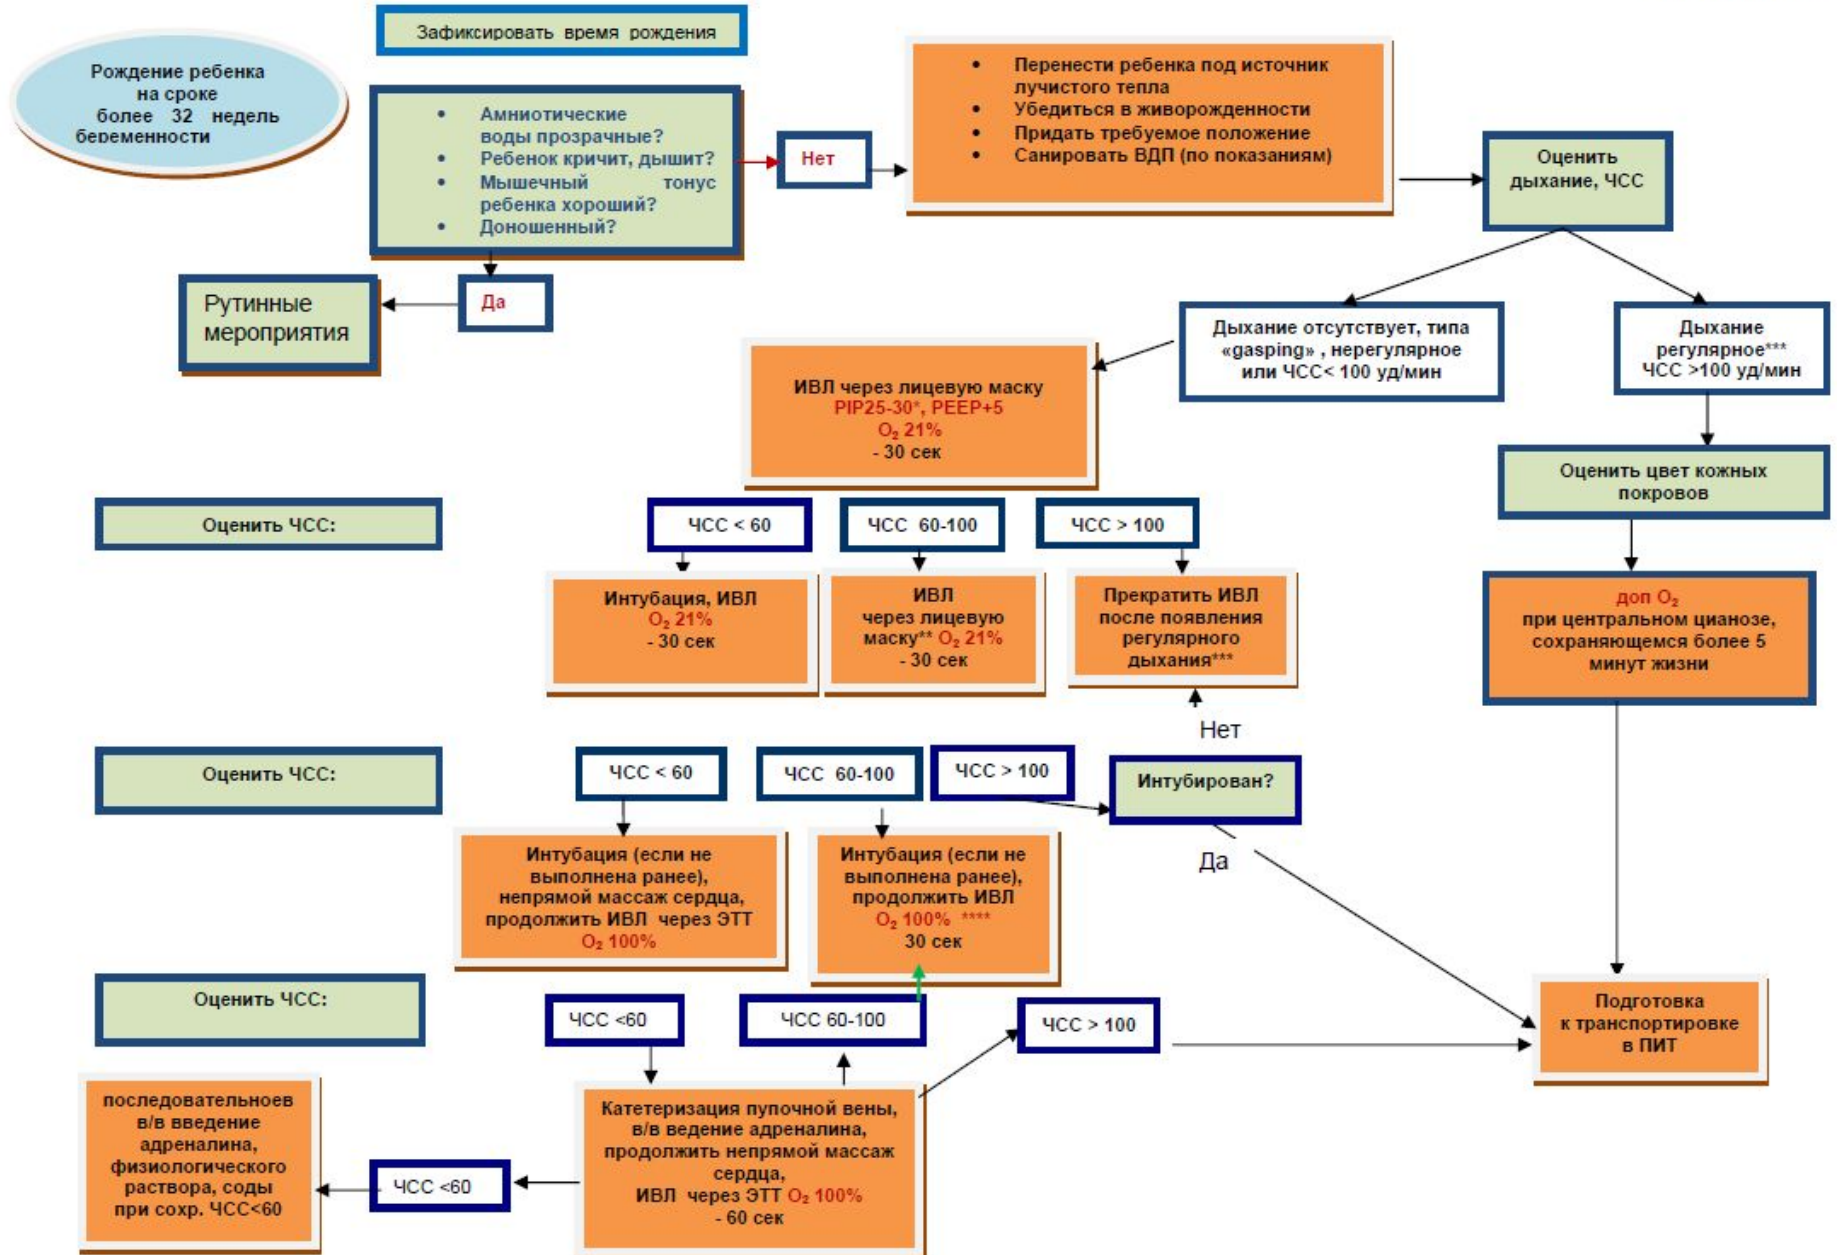 Зафиксировать время рождения
Рождение ребенка
на сроке
более 32 недель
беременности
• Амниотические
воды прозрачные?
• Ребенок кричит, дышит?
• Мышечный тонус
ребенка хороший?
• Доношенный?
Нет
• Перенести ребенка под источник
лучистого тепла
• Убедиться в живорожденности
• Придать требуемое положение
• Санировать ВДП (по показаниям)
Оценить
дыхание, ЧСС
Да
Рутинные
мероприятия
Дыхание отсутствует, типа
«gasping» , нерегулярное
или ЧСС< 100 уд/мин
Дыхание
регулярное***
ЧСС >100 уд/мин
ИВЛ через лицевую маску
PIP25-30*, PEEP+5
O₂ 21%
- 30 сек
Оценить цвет кожных
покровов
Оценить ЧСС:
ЧСС < 60
ЧСС 60-100
ЧСС > 100
Интубация, ИВЛ
O₂ 21%
- 30 сек
ИВЛ
через лицевую
маску** O₂ 21%
- 30 сек
Прекратить ИВЛ
после появления
регулярного
дыхания***
доп O₂
при центральном цианозе,
сохраняющемся более 5
минут жизни
Нет
Оценить ЧСС:
ЧСС < 60
ЧСС 60-100
ЧСС > 100
Интубирован?
Да
Интубация (если не
выполнена ранее),
непрямой массаж сердца,
продолжить ИВЛ через ЭТТ
O₂ 100%
Интубация (если не
выполнена ранее),
продолжить ИВЛ
O₂ 100% ****
30 сек
Оценить ЧСС:
ЧСС <60
ЧСС 60-100
ЧСС > 100
Подготовка
к транспортировке
в ПИТ
последовательноев
в/в введение
адреналина,
физиологического
раствора, соды
при сохр. ЧСС<60
ЧСС <60
Катетеризация пупочной вены,
в/в ведение адреналина,
продолжить непрямой массаж
сердца,
ИВЛ через ЭТТ O₂ 100%
- 60 сек